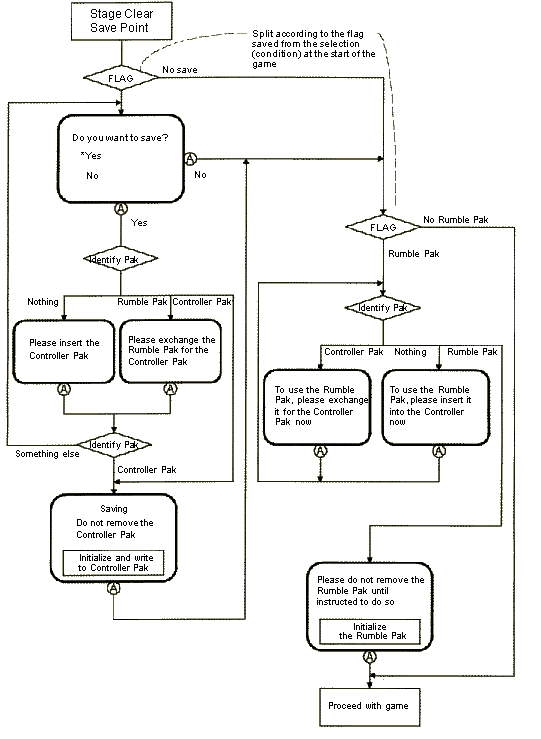 Stage Clear
Save Point
Split according to the flag
saved from the selection
(condition) at the start of the
game
FLAG
No save
Do you want to save?
*Yes
No
A
No
A
Yes
FLAG
No Rumble Pak
Rumble Pak
Identify Pak
Nothing
Rumble Pak
Controller Pak
Identify Pak
Please insert the
Controller Pak
Please exchange the
Rumble Pak for the
Controller Pak
A
A
Controller Pak
Nothing
Rumble Pak
To use the Rumble
Pak, please exchange
it for the Controller
Pak now
To use the Rumble
Pak, please insert it
into the Controller
now
A
A
Identify Pak
Something else
Controller Pak
Saving
Do not remove the
Controller Pak
Initialize and write
to Controller Pak
A
Please do not remove the
Rumble Pak until
instructed to do so
Initialize
the Rumble Pak
A
Proceed with game